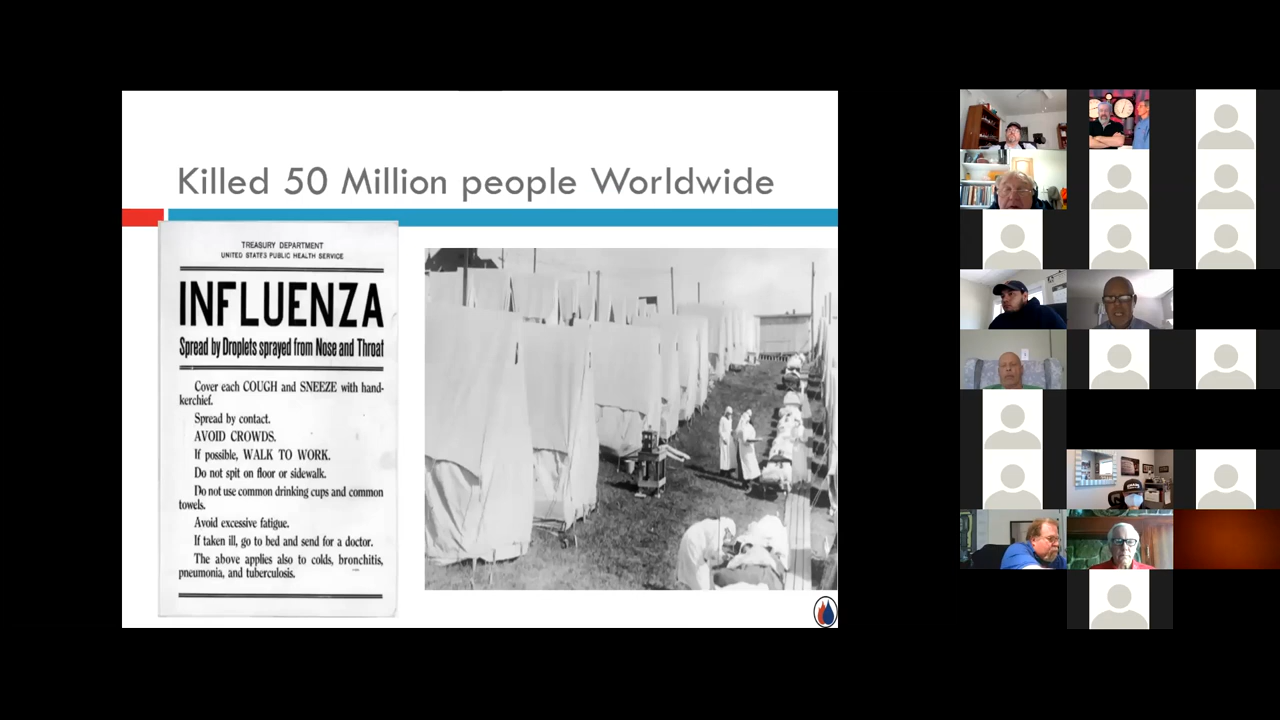 Killed 50 Million people Worldwide
TREASURY DEPARTMENT
UNITED STATES PUBLIC HEALTH SERVICE
INFLUENZA
Spread by Droplets sprayed from Nose and Throat
Cover each COUGH and SNEEZE with hand-
kerchief.
Spread by contact.
AVOID CROWDS.
If possible, WALK TO WORK.
Do not spit on floor or sidewalk.
Do not use common drinking cups and common
towels.
Avoid excessive fatigue.
If taken ill, go to bed and send for a doctor.
The above applies also to colds, bronchitis,
pneumonia, and tuberculosis.